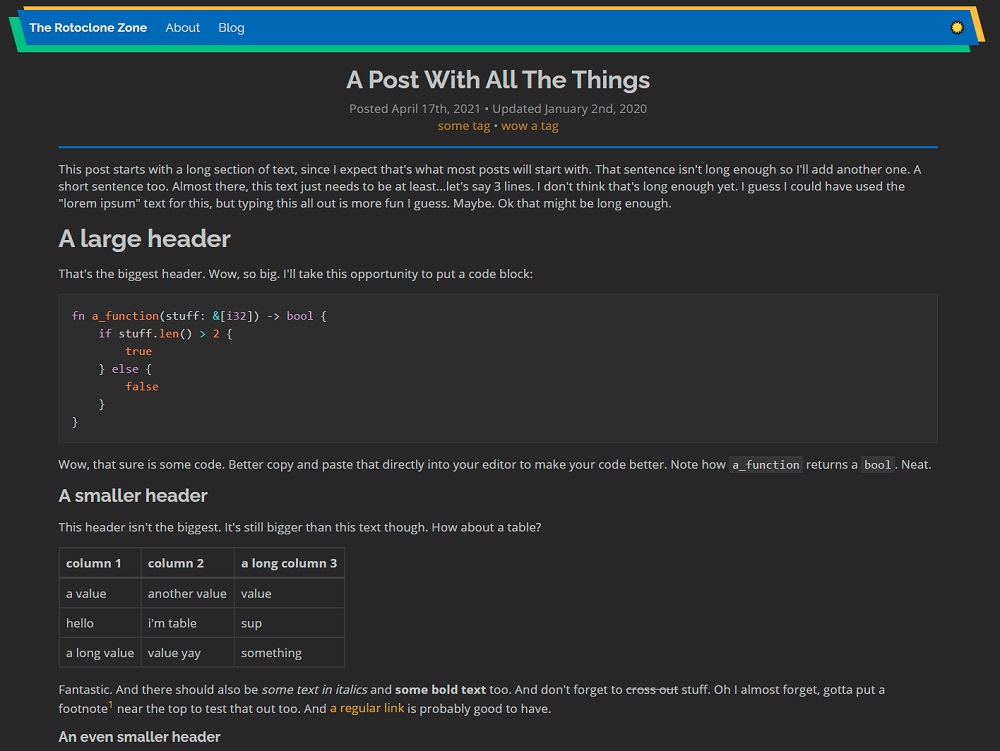 The Rotoclone Zone About Blog
A Post With All The Things
Posted April 17th, 2021 • Updated January 2nd, 2020
some tag • wow a tag
This post starts with a long section of text, since I expect that's what most posts will start with. That sentence isn't long enough so I'll add another one. A
short sentence too. Almost there, this text just needs to be at least...let's say 3 lines. I don't think that's long enough yet. I guess I could have used the
"lorem ipsum" text for this, but typing this all out is more fun I guess. Maybe. Ok that might be long enough.
A large header
That's the biggest header. Wow, so big. I'll take this opportunity to put a code block:
fn a_function(stuff: &[i32]) -> bool {
    if stuff.len() > 2 {
        true
    } else {
        false
    }
}
Wow, that sure is some code. Better copy and paste that directly into your editor to make your code better. Note how a_function returns a bool. Neat.
A smaller header
This header isn't the biggest. It's still bigger than this text though. How about a table?
column 1 column 2 a long column 3
a value another value value
hello i'm table sup
a long value value yay something
Fantastic. And there should also be some text in italics and some bold text too. And don't forget to cross out stuff. Oh I almost forget, gotta put a
footnote1 near the top to test that out too. And a regular link is probably good to have.
An even smaller header